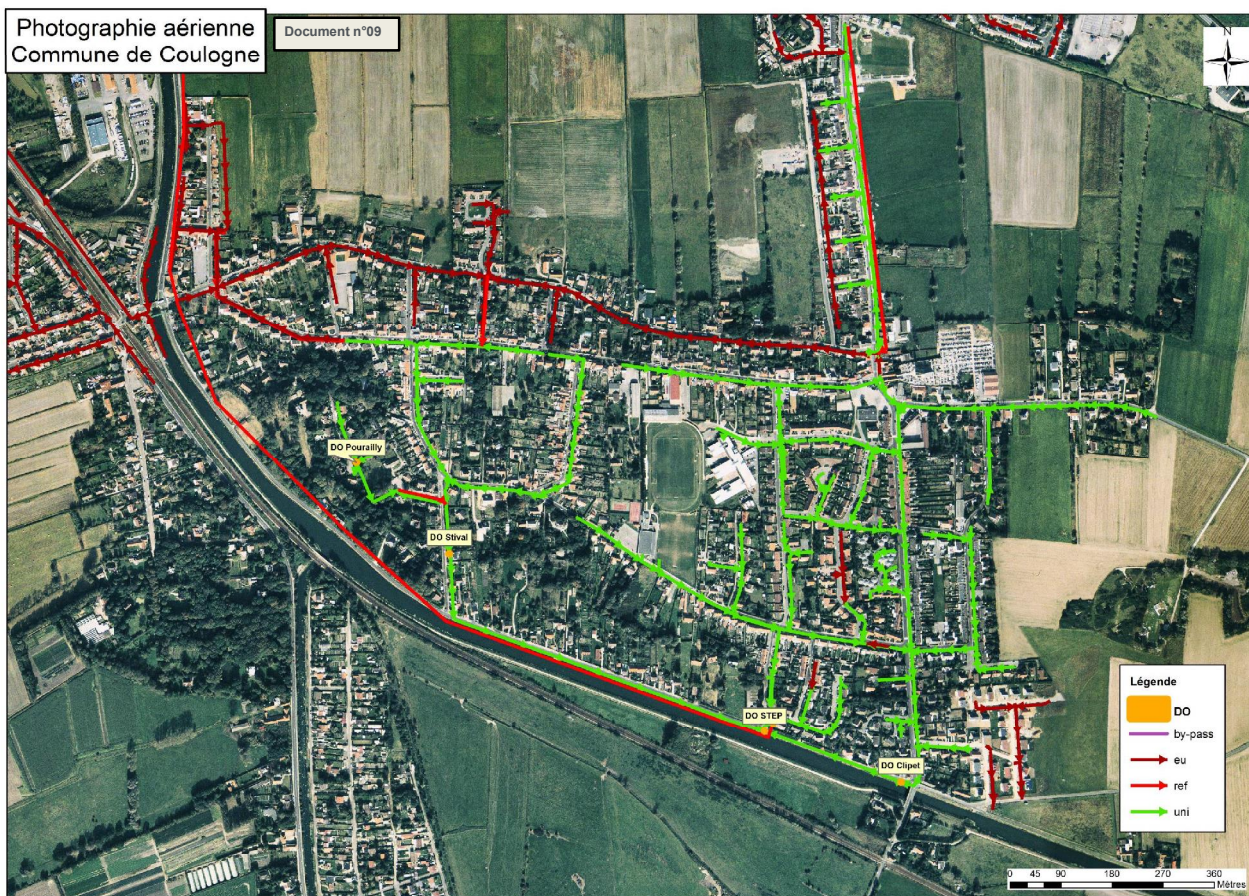 Photographie aérienne
Commune de Coulogne
Document n°09
N
DO Pourailly
DO Stival
DO STEP
DO Clipet
Légende
DO
by-pass
eu
ref
uni
0 45 90 180 270 360
Mètres